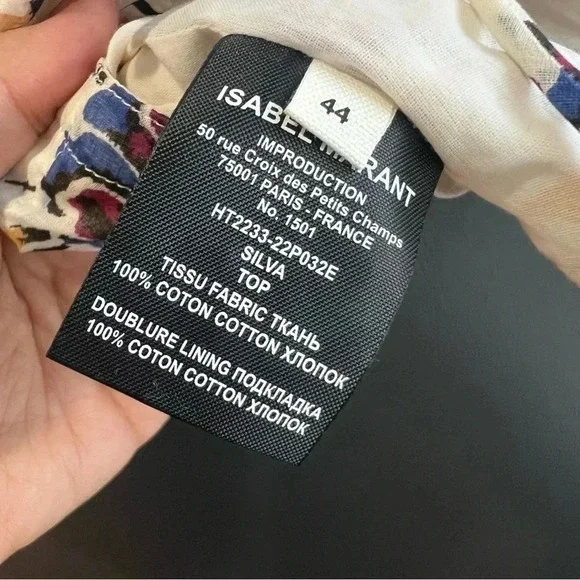 44
ISABEL MARANT
IMPRODUCTION
50 rue Croix des Petits Champs
75001 PARIS - FRANCE
No. 1501
HT2233-22P032E
SILVA
TOP
TISSU FABRIC ТКАНЬ
100% COTON COTTON ХЛОПОК
DOUBLURE LINING ПОДКЛАДКА
100% COTON COTTON ХЛОПОК